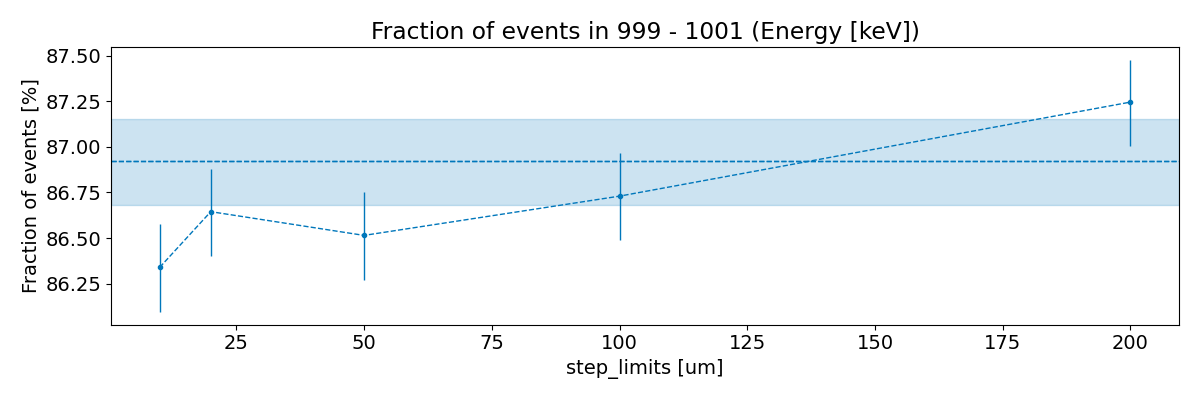 Fraction of events in 999 - 1001 (Energy [keV])
Fraction of events [%]
87.50
87.25
87.00
86.75
86.50
86.25
25 50 75 100 125 150 175 200
step_limits [um]